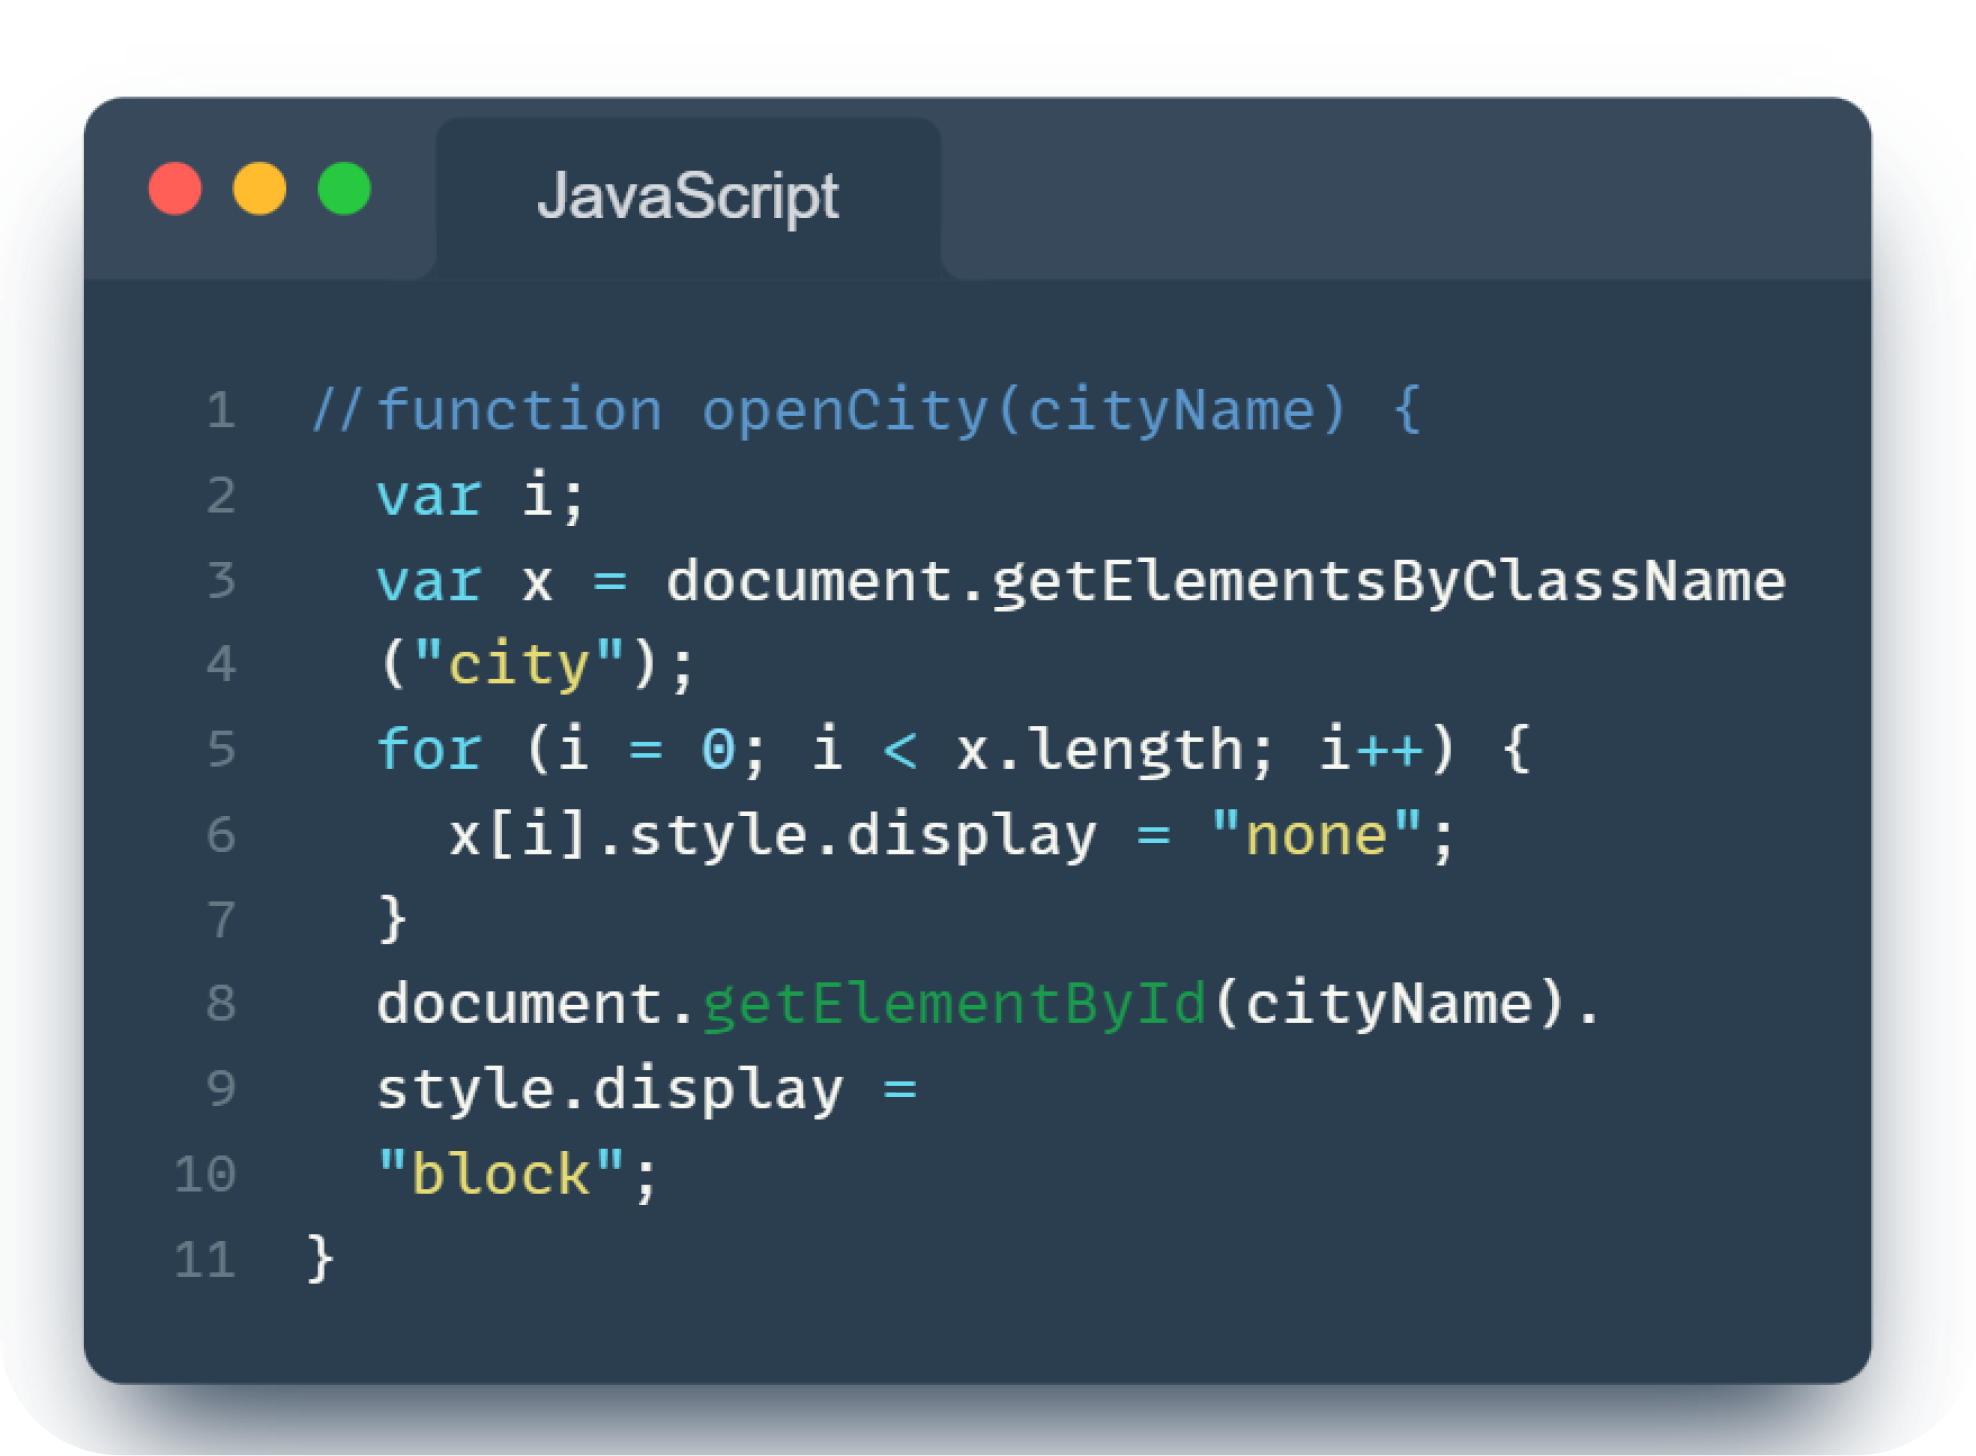 JavaScript
1 //function openCity(cityName) {
2 var i;
3 var x = document.getElementsByClassName
4 ("city");
5 for (i = 0; i < x.length; i++) {
6 x[i].style.display = "none";
7 }
8 document.getElementById(cityName).
9 style.display =
10 "block";
11 }